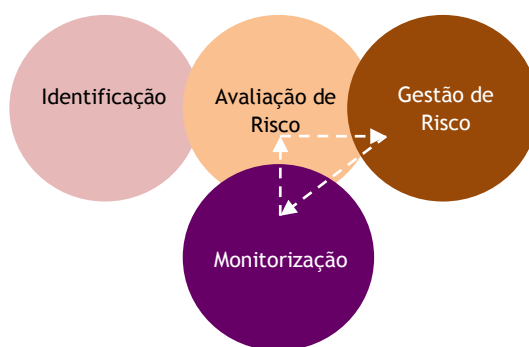 Identificação
Avaliação de
Risco
Gestão de
Risco
Monitorização